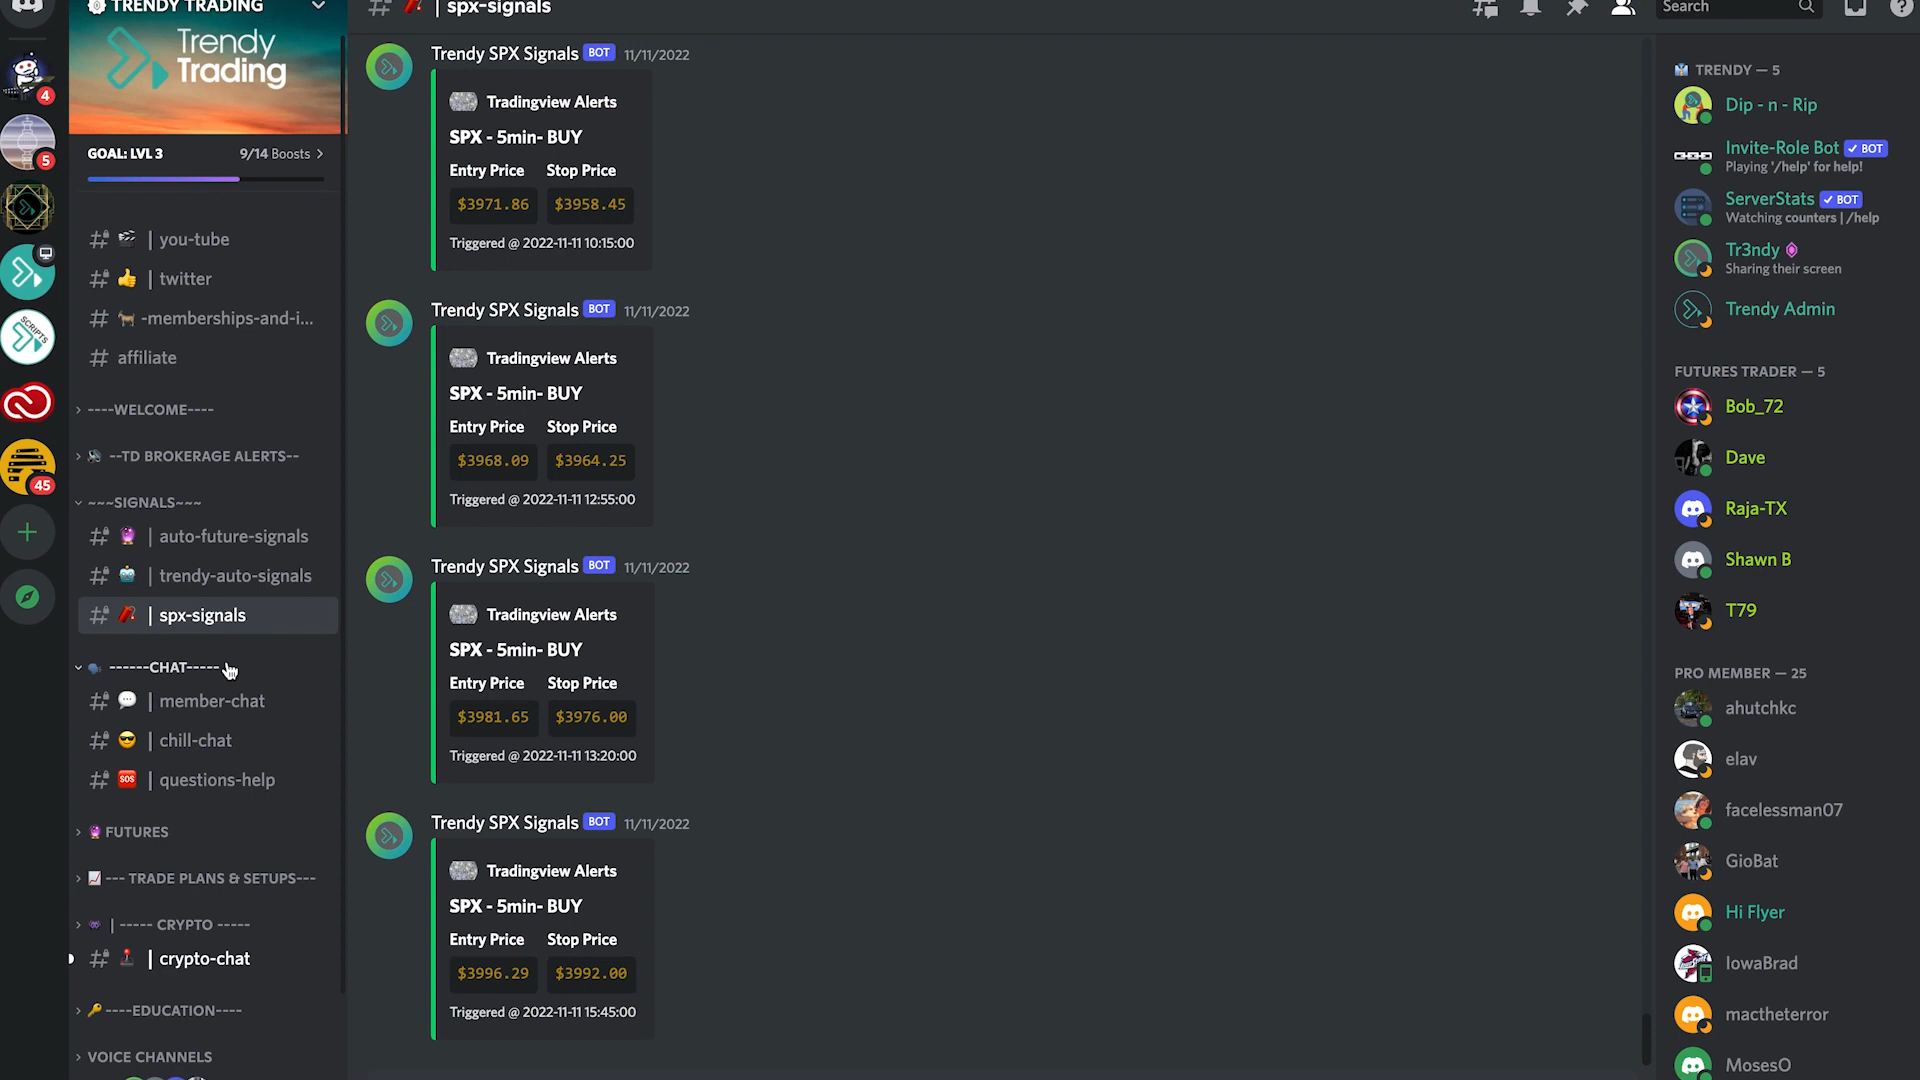 TRENDY TRADING
Trendy
Trading
GOAL: LVL 3
9/14 Boosts
4
5
45
SCRIPTS
| you-tube
| twitter
-memberships-and-i...
affiliate
----WELCOME----
--TD BROKERAGE ALERTS--
~~~SIGNALS~~~
| auto-future-signals
| trendy-auto-signals
| spx-signals
------CHAT-----
| member-chat
| chill-chat
SOS | questions-help
FUTURES
--- TRADE PLANS & SETUPS---
| ----- CRYPTO -----
| crypto-chat
----EDUCATION----
VOICE CHANNELS
| spx-signals
Search
Trendy SPX Signals BOT 11/11/2022
Tradingview Alerts
SPX - 5min- BUY
Entry Price Stop Price
$3971.86 $3958.45
Triggered @ 2022-11-11 10:15:00
Trendy SPX Signals BOT 11/11/2022
Tradingview Alerts
SPX - 5min- BUY
Entry Price Stop Price
$3968.09 $3964.25
Triggered @ 2022-11-11 12:55:00
Trendy SPX Signals BOT 11/11/2022
Tradingview Alerts
SPX - 5min- BUY
Entry Price Stop Price
$3981.65 $3976.00
Triggered @ 2022-11-11 13:20:00
Trendy SPX Signals BOT 11/11/2022
Tradingview Alerts
SPX - 5min- BUY
Entry Price Stop Price
$3996.29 $3992.00
Triggered @ 2022-11-11 15:45:00
TRENDY — 5
Dip - n - Rip
Invite-Role Bot ✓ BOT
Playing '/help' for help!
ServerStats ✓ BOT
Watching counters | /help
Tr3ndy
Sharing their screen
Trendy Admin
FUTURES TRADER — 5
Bob_72
Dave
Raja-TX
Shawn B
T79
PRO MEMBER — 25
ahutchkc
elav
facelessman07
GioBat
Hi Flyer
IowaBrad
mactheterror
MosesO